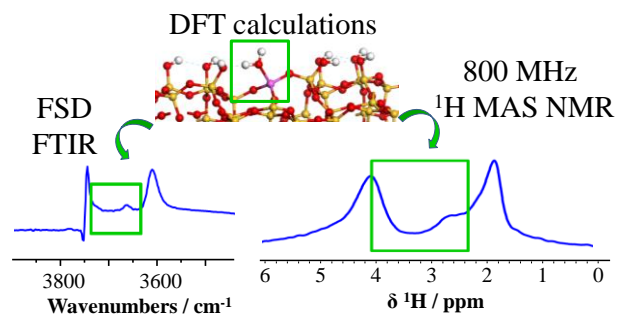 DFT calculations
FSD
FTIR
800 MHz
¹H MAS NMR
3800 3600
Wavenumbers / cm⁻¹
6 5 4 3 2 1 0
δ ¹H / ppm